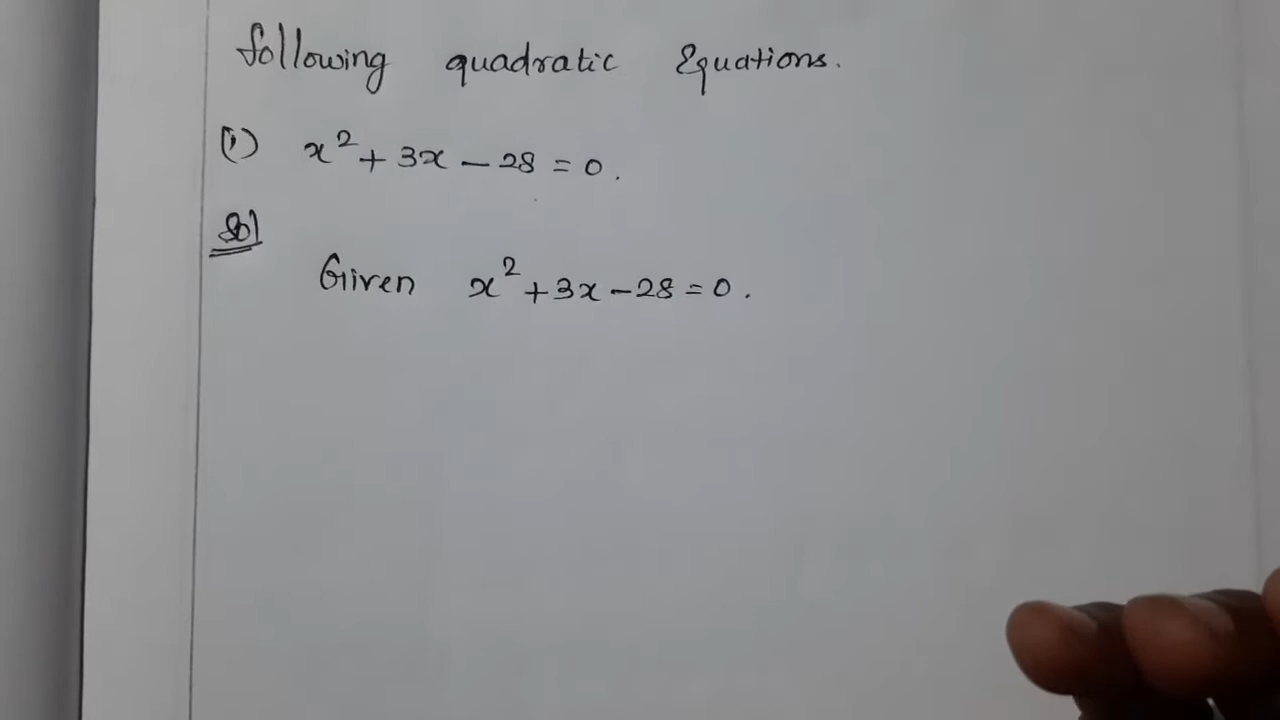 following quadratic Equations.
(i) x² + 3x - 28 = 0.
Sol
Given x² + 3x - 28 = 0.